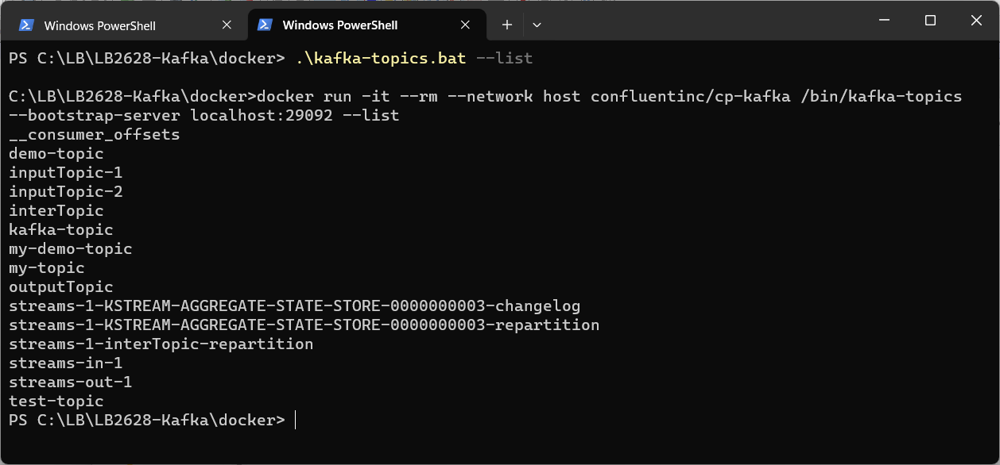 Windows PowerShell
Windows PowerShell
PS C:\LB\LB2628-Kafka\docker> .\kafka-topics.bat --list
C:\LB\LB2628-Kafka\docker>docker run -it --rm --network host confluentinc/cp-kafka /bin/kafka-topics
--bootstrap-server localhost:29092 --list
__consumer_offsets
demo-topic
inputTopic-1
inputTopic-2
interTopic
kafka-topic
my-demo-topic
my-topic
outputTopic
streams-1-KSTREAM-AGGREGATE-STATE-STORE-0000000003-changelog
streams-1-KSTREAM-AGGREGATE-STATE-STORE-0000000003-repartition
streams-1-interTopic-repartition
streams-in-1
streams-out-1
test-topic
PS C:\LB\LB2628-Kafka\docker>